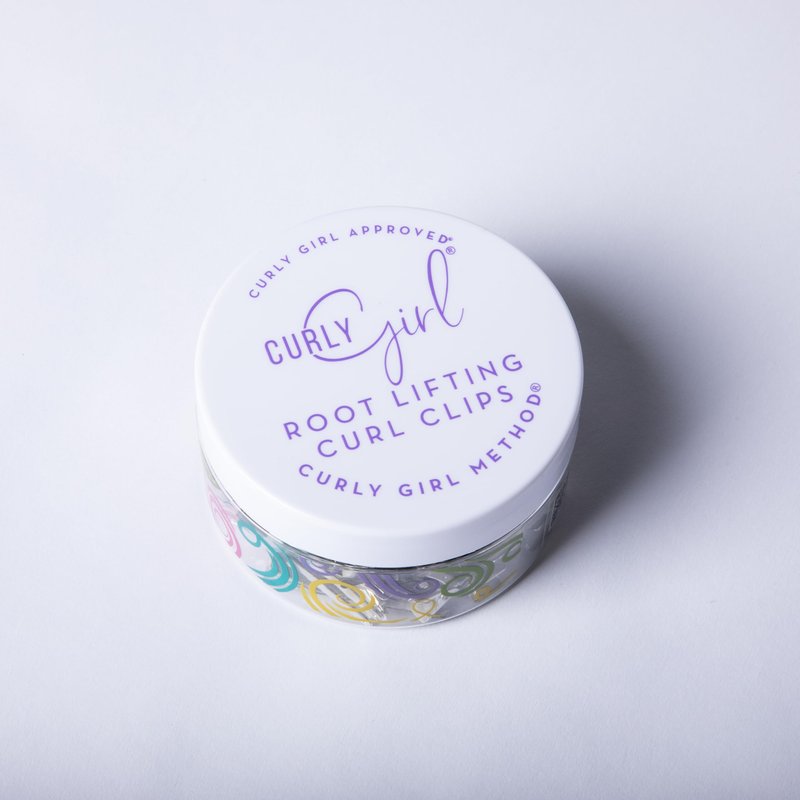 CURLY GIRL APPROVED®
CURLY Girl®
ROOT LIFTING
CURL CLIPS
CURLY GIRL METHOD®